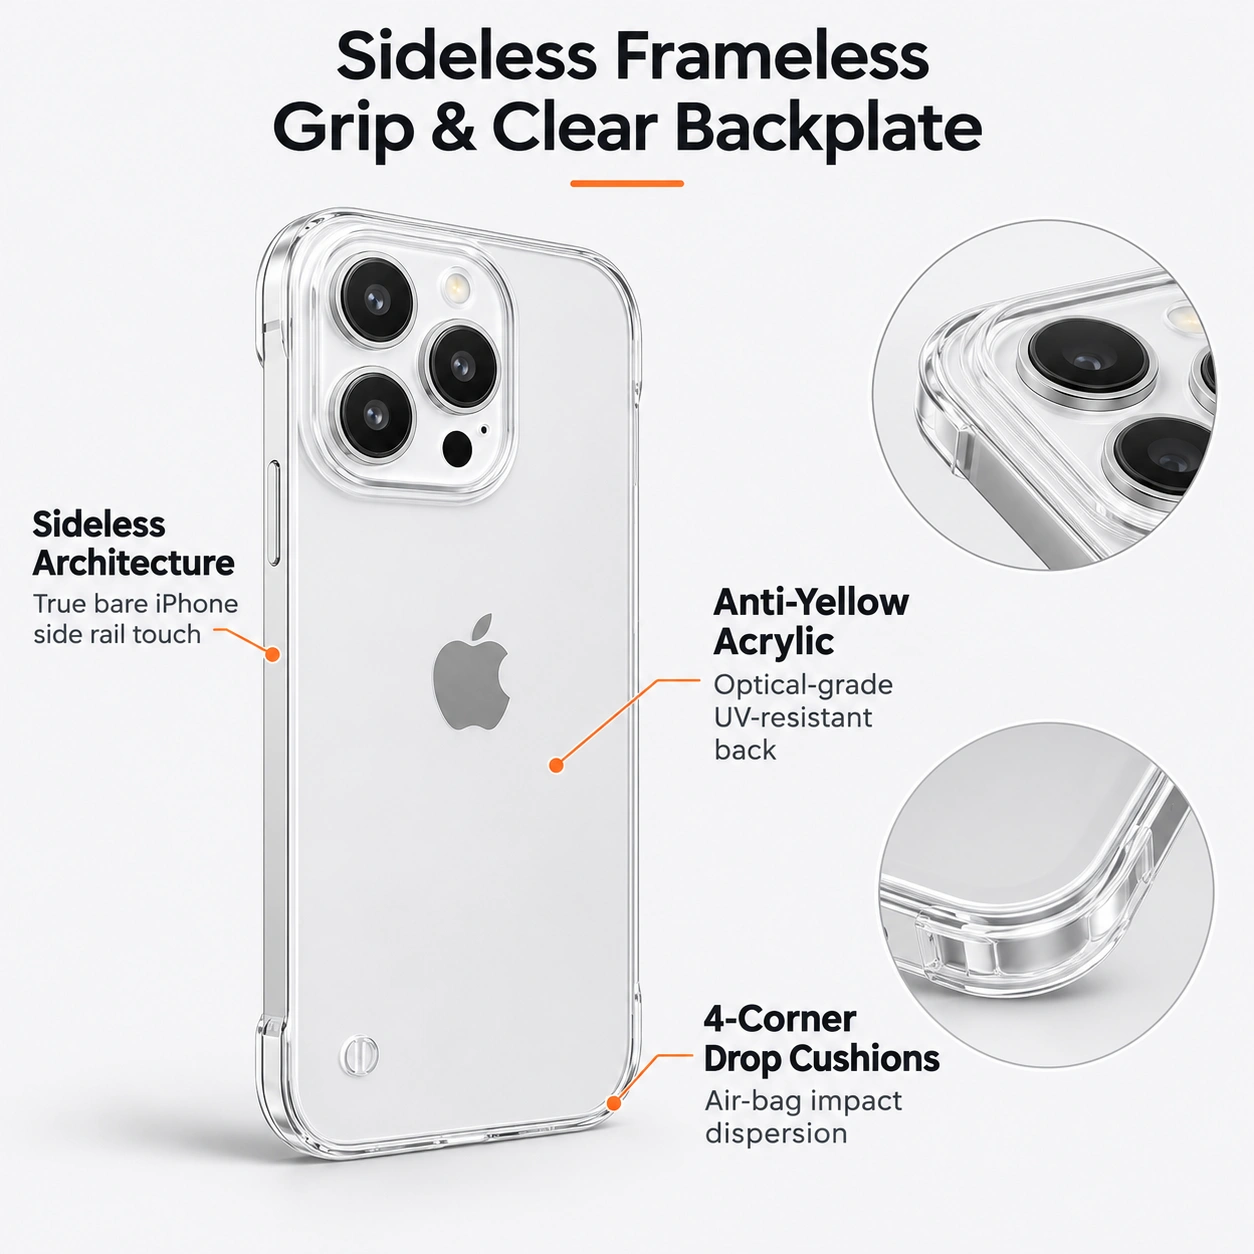 Sideless Frameless
Grip & Clear Backplate
Sideless
Architecture
True bare iPhone
side rail touch
Anti-Yellow
Acrylic
Optical-grade
UV-resistant
back
4-Corner
Drop Cushions
Air-bag impact
dispersion